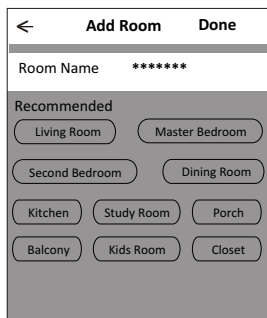 Add Room Done
Room Name *******
Recommended
Living Room Master Bedroom
Second Bedroom Dining Room
Kitchen Study Room Porch
Balcony Kids Room Closet